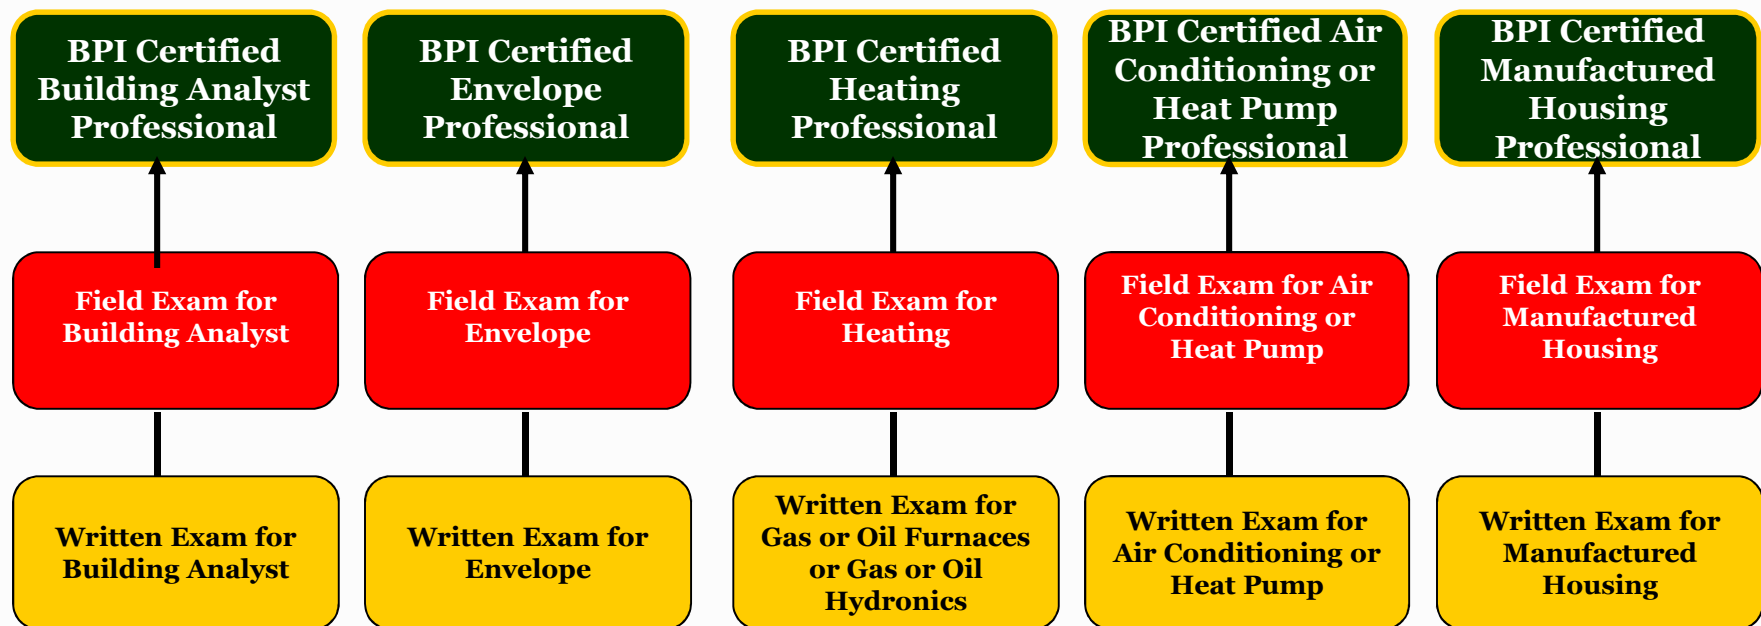 BPI Certified
Building Analyst
Professional
BPI Certified
Envelope
Professional
BPI Certified
Heating
Professional
BPI Certified Air
Conditioning or
Heat Pump
Professional
BPI Certified
Manufactured
Housing
Professional
Field Exam for
Building Analyst
Field Exam for
Envelope
Field Exam for
Heating
Field Exam for Air
Conditioning or
Heat Pump
Field Exam for
Manufactured
Housing
Written Exam for
Building Analyst
Written Exam for
Envelope
Written Exam for
Gas or Oil Furnaces
or Gas or Oil
Hydronics
Written Exam for
Air Conditioning or
Heat Pump
Written Exam for
Manufactured
Housing